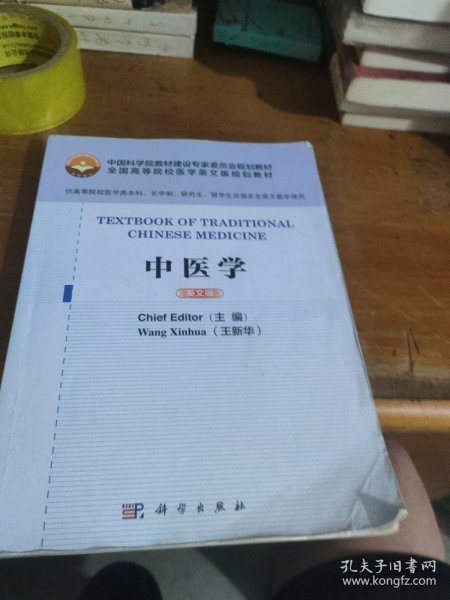 中国科学院教材建设专家委员会规划教材
全国高等院校医学英文版规划教材
供高等院校医学类本科、长学制、研究生、留学生双语及全英文教学使用
TEXTBOOK OF TRADITIONAL
CHINESE MEDICINE
中医学
英文版
Chief Editor（主 编）
Wang Xinhua（王新华）
科学出版社
孔夫子旧书网
www.kongfz.com